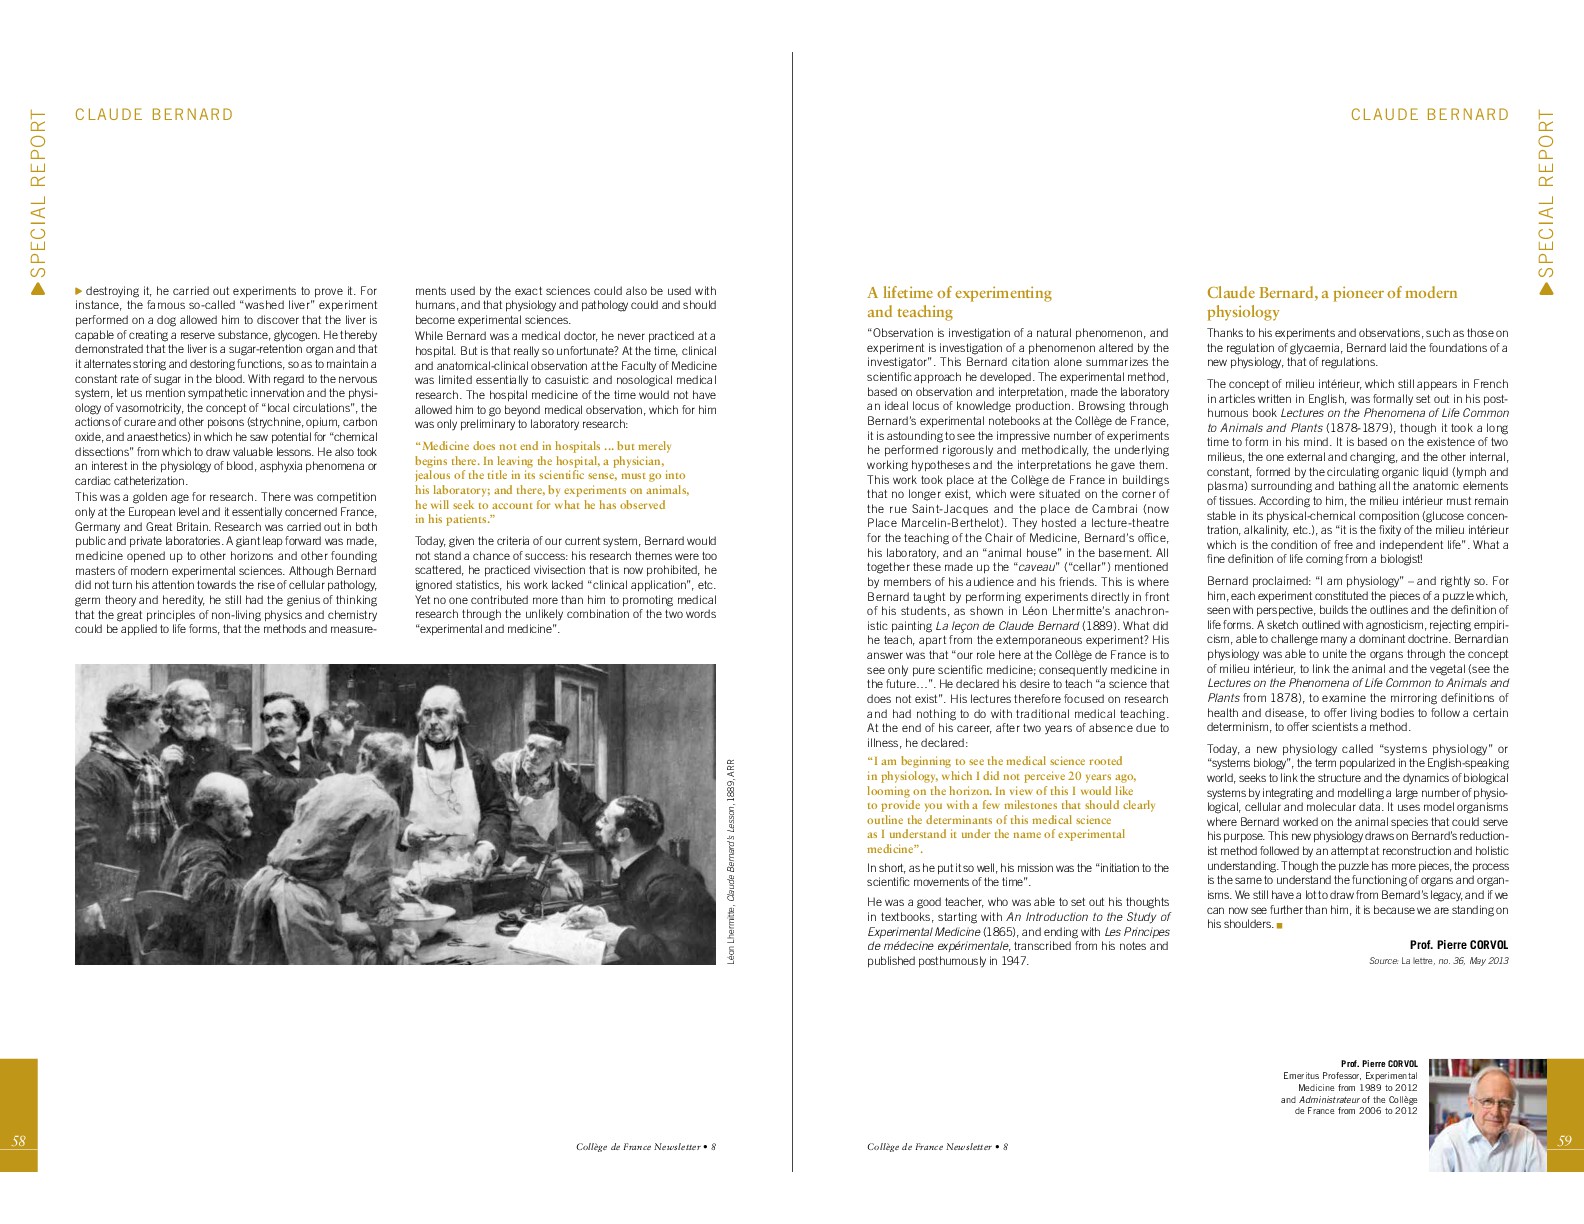 CLAUDE BERNARD
SPECIAL REPORT
destroying it, he carried out experiments to prove it. For
instance, the famous so-called “washed liver” experiment
performed on a dog allowed him to discover that the liver is
capable of creating a reserve substance, glycogen. He thereby
demonstrated that the liver is a sugar-retention organ and that
it alternates storing and destoring functions, so as to maintain a
constant rate of sugar in the blood. With regard to the nervous
system, let us mention sympathetic innervation and the physi-
ology of vasomotricity, the concept of “local circulations”, the
actions of curare and other poisons (strychnine, opium, carbon
oxide, and anaesthetics) in which he saw potential for “chemical
dissections” from which to draw valuable lessons. He also took
an interest in the physiology of blood, asphyxia phenomena or
cardiac catheterization.
This was a golden age for research. There was competition
only at the European level and it essentially concerned France,
Germany and Great Britain. Research was carried out in both
public and private laboratories. A giant leap forward was made,
medicine opened up to other horizons and other founding
masters of modern experimental sciences. Although Bernard
did not turn his attention towards the rise of cellular pathology,
germ theory and heredity, he still had the genius of thinking
that the great principles of non-living physics and chemistry
could be applied to life forms, that the methods and measure-
ments used by the exact sciences could also be used with
humans, and that physiology and pathology could and should
become experimental sciences.
While Bernard was a medical doctor, he never practiced at a
hospital. But is that really so unfortunate? At the time, clinical
and anatomical-clinical observation at the Faculty of Medicine
was limited essentially to casuistic and nosological medical
research. The hospital medicine of the time would not have
allowed him to go beyond medical observation, which for him
was only preliminary to laboratory research:
“Medicine does not end in hospitals ... but merely
begins there. In leaving the hospital, a physician,
jealous of the title in its scientific sense, must go into
his laboratory; and there, by experiments on animals,
he will seek to account for what he has observed
in his patients.”
Today, given the criteria of our current system, Bernard would
not stand a chance of success: his research themes were too
scattered, he practiced vivisection that is now prohibited, he
ignored statistics, his work lacked “clinical application”, etc.
Yet no one contributed more than him to promoting medical
research through the unlikely combination of the two words
“experimental and medicine”.
Léon Lhermitte, Claude Bernard's Lesson, 1889, ARR
58
Collège de France Newsletter • 8
CLAUDE BERNARD
SPECIAL REPORT
A lifetime of experimenting
and teaching
“Observation is investigation of a natural phenomenon, and
experiment is investigation of a phenomenon altered by the
investigator”. This Bernard citation alone summarizes the
scientific approach he developed. The experimental method,
based on observation and interpretation, made the laboratory
an ideal locus of knowledge production. Browsing through
Bernard's experimental notebooks at the Collège de France,
it is astounding to see the impressive number of experiments
he performed rigorously and methodically, the underlying
working hypotheses and the interpretations he gave them.
This work took place at the Collège de France in buildings
that no longer exist, which were situated on the corner of
the rue Saint-Jacques and the place de Cambrai (now
Place Marcelin-Berthelot). They hosted a lecture-theatre
for the teaching of the Chair of Medicine, Bernard's office,
his laboratory, and an “animal house” in the basement. All
together these made up the “caveau” (“cellar”) mentioned
by members of his audience and his friends. This is where
Bernard taught by performing experiments directly in front
of his students, as shown in Léon Lhermitte's anachron-
istic painting La leçon de Claude Bernard (1889). What did
he teach, apart from the extemporaneous experiment? His
answer was that “our role here at the Collège de France is to
see only pure scientific medicine; consequently medicine in
the future...”. He declared his desire to teach “a science that
does not exist”. His lectures therefore focused on research
and had nothing to do with traditional medical teaching.
At the end of his career, after two years of absence due to
illness, he declared:
“I am beginning to see the medical science rooted
in physiology, which I did not perceive 20 years ago,
looming on the horizon. In view of this I would like
to provide you with a few milestones that should clearly
outline the determinants of this medical science
as I understand it under the name of experimental
medicine”.
In short, as he put it so well, his mission was the “initiation to the
scientific movements of the time”.
He was a good teacher, who was able to set out his thoughts
in textbooks, starting with An Introduction to the Study of
Experimental Medicine (1865), and ending with Les Principes
de médecine expérimentale, transcribed from his notes and
published posthumously in 1947.
Claude Bernard, a pioneer of modern
physiology
Thanks to his experiments and observations, such as those on
the regulation of glycaemia, Bernard laid the foundations of a
new physiology, that of regulations.
The concept of milieu intérieur, which still appears in French
in articles written in English, was formally set out in his post-
humous book Lectures on the Phenomena of Life Common
to Animals and Plants (1878-1879), though it took a long
time to form in his mind. It is based on the existence of two
milieus, the one external and changing, and the other internal,
constant, formed by the circulating organic liquid (lymph and
plasma) surrounding and bathing all the anatomic elements
of tissues. According to him, the milieu intérieur must remain
stable in its physical-chemical composition (glucose concen-
tration, alkalinity, etc.), as “it is the fixity of the milieu intérieur
which is the condition of free and independent life”. What a
fine definition of life coming from a biologist!
Bernard proclaimed: “I am physiology” – and rightly so. For
him, each experiment constituted the pieces of a puzzle which,
seen with perspective, builds the outlines and the definition of
life forms. A sketch outlined with agnosticism, rejecting empiri-
cism, able to challenge many a dominant doctrine. Bernardian
physiology was able to unite the organs through the concept
of milieu intérieur, to link the animal and the vegetal (see the
Lectures on the Phenomena of Life Common to Animals and
Plants from 1878), to examine the mirroring definitions of
health and disease, to offer living bodies to follow a certain
determinism, to offer scientists a method.
Today, a new physiology called “systems physiology” or
“systems biology”, the term popularized in the English-speaking
world, seeks to link the structure and the dynamics of biological
systems by integrating and modelling a large number of physio-
logical, cellular and molecular data. It uses model organisms
where Bernard worked on the animal species that could serve
his purpose. This new physiology draws on Bernard's reduction-
ist method followed by an attempt at reconstruction and holistic
understanding. Though the puzzle has more pieces, the process
is the same to understand the functioning of organs and organ-
isms. We still have a lot to draw from Bernard's legacy, and if we
can now see further than him, it is because we are standing on
his shoulders.
Prof. Pierre CORVOL
Source: La lettre, no. 36, May 2013
Prof. Pierre CORVOL
Emeritus Professor, Experimental
Medicine from 1989 to 2012
and Administrateur of the Collège
de France from 2006 to 2012
Collège de France Newsletter • 8
59